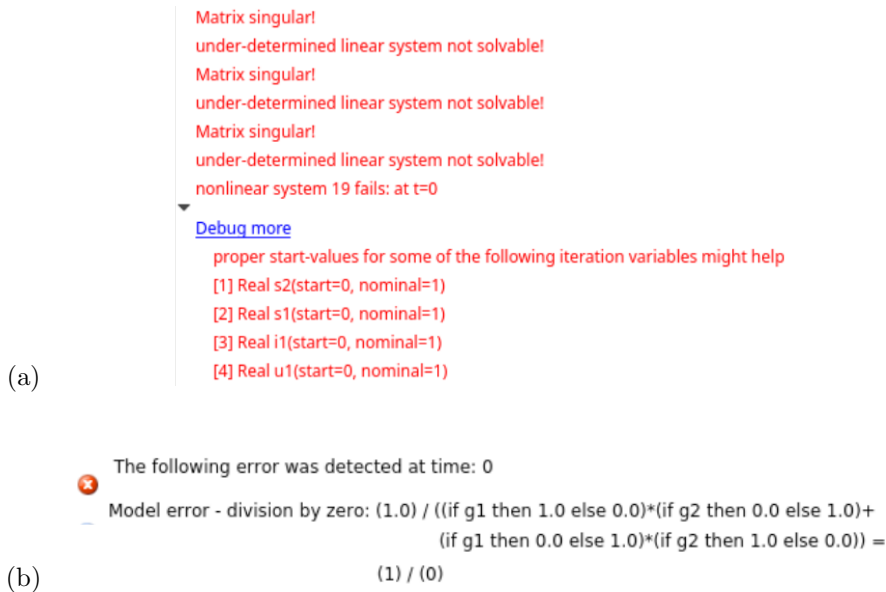 Matrix singular!
under-determined linear system not solvable!
Matrix singular!
under-determined linear system not solvable!
Matrix singular!
under-determined linear system not solvable!
nonlinear system 19 fails: at t=0
Debug more
proper start-values for some of the following iteration variables might help
[1] Real s2(start=0, nominal=1)
[2] Real s1(start=0, nominal=1)
[3] Real i1(start=0, nominal=1)
[4] Real u1(start=0, nominal=1)
(a)
The following error was detected at time: 0
Model error - division by zero: (1.0) / ((if g1 then 1.0 else 0.0)*(if g2 then 0.0 else 1.0)+
(if g1 then 0.0 else 1.0)*(if g2 then 1.0 else 0.0)) =
(1) / (0)
(b)